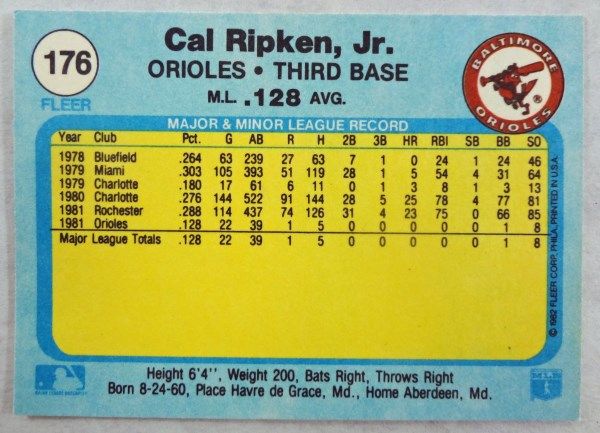 176
FLEER
Cal Ripken, Jr.
ORIOLES • THIRD BASE
M.L. .128 AVG.
BALTIMORE
ORIOLES
MAJOR & MINOR LEAGUE RECORD
Year Club Pct. G AB R H 2B 3B HR RBI SB BB SO
1978 Bluefield .264 63 239 27 63 7 1 0 24 1 24 46
1979 Miami .303 105 393 51 119 28 1 5 54 4 31 64
1979 Charlotte .180 17 61 6 11 0 1 3 8 1 3 13
1980 Charlotte .276 144 522 91 144 28 5 25 78 4 77 81
1981 Rochester .288 114 437 74 126 31 4 23 75 0 66 85
1981 Orioles .128 22 39 1 5 0 0 0 0 0 1 8
Major League Totals .128 22 39 1 5 0 0 0 0 0 1 8
© 1982 FLEER CORP. PHILA. PRINTED IN U.S.A.
Height 6'4", Weight 200, Bats Right, Throws Right
Born 8-24-60, Place Havre de Grace, Md., Home Aberdeen, Md.